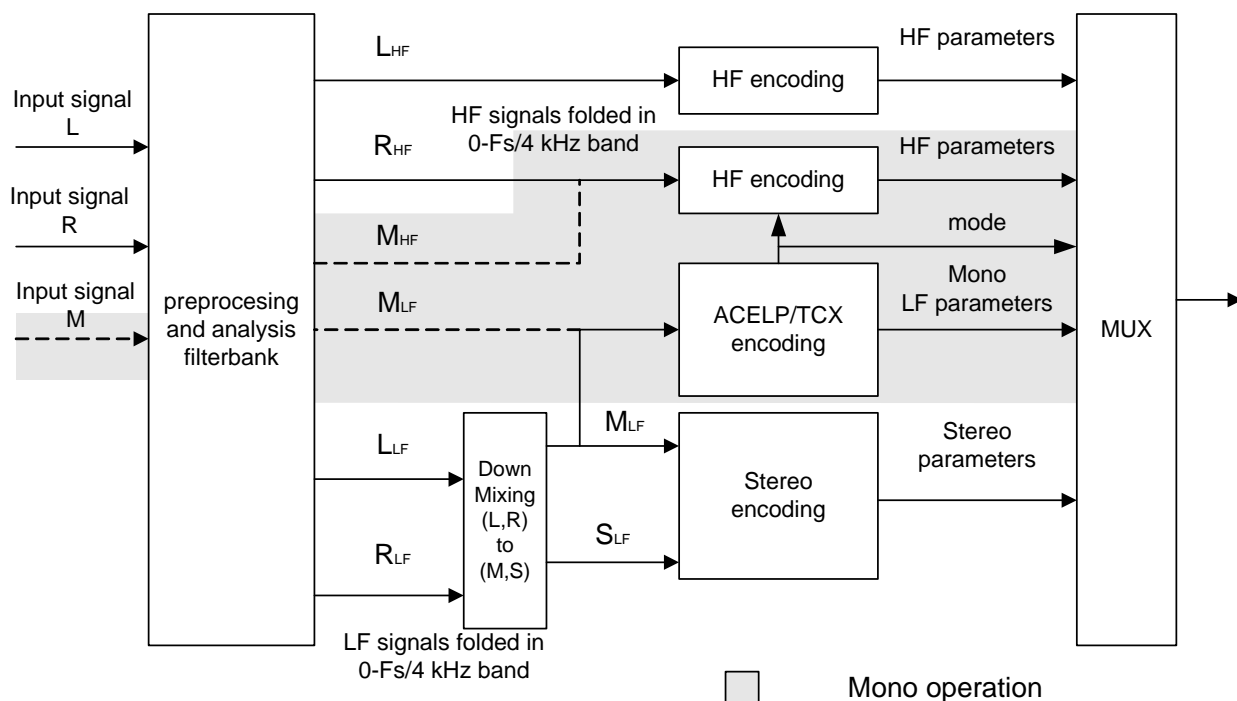 Input signal
L
Input signal
R
Input signal
M
preprocesing
and analysis
filterbank
LHF
HF signals folded in
0-Fs/4 kHz band
RHF
MHF
MLF
LLF
RLF
LF signals folded in
0-Fs/4 kHz band
Down
Mixing
(L,R)
to
(M,S)
MLF
SLF
HF encoding
HF encoding
ACELP/TCX
encoding
Stereo
encoding
HF parameters
HF parameters
mode
Mono
LF parameters
Stereo
parameters
MUX
Mono operation